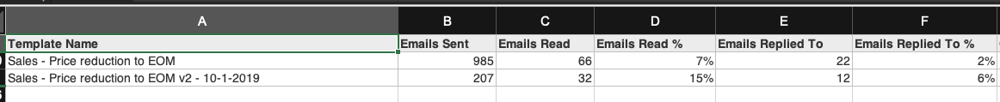 A B C D E F
Template Name Emails Sent Emails Read Emails Read % Emails Replied To Emails Replied To %
Sales - Price reduction to EOM 985 66 7% 22 2%
Sales - Price reduction to EOM v2 - 10-1-2019 207 32 15% 12 6%